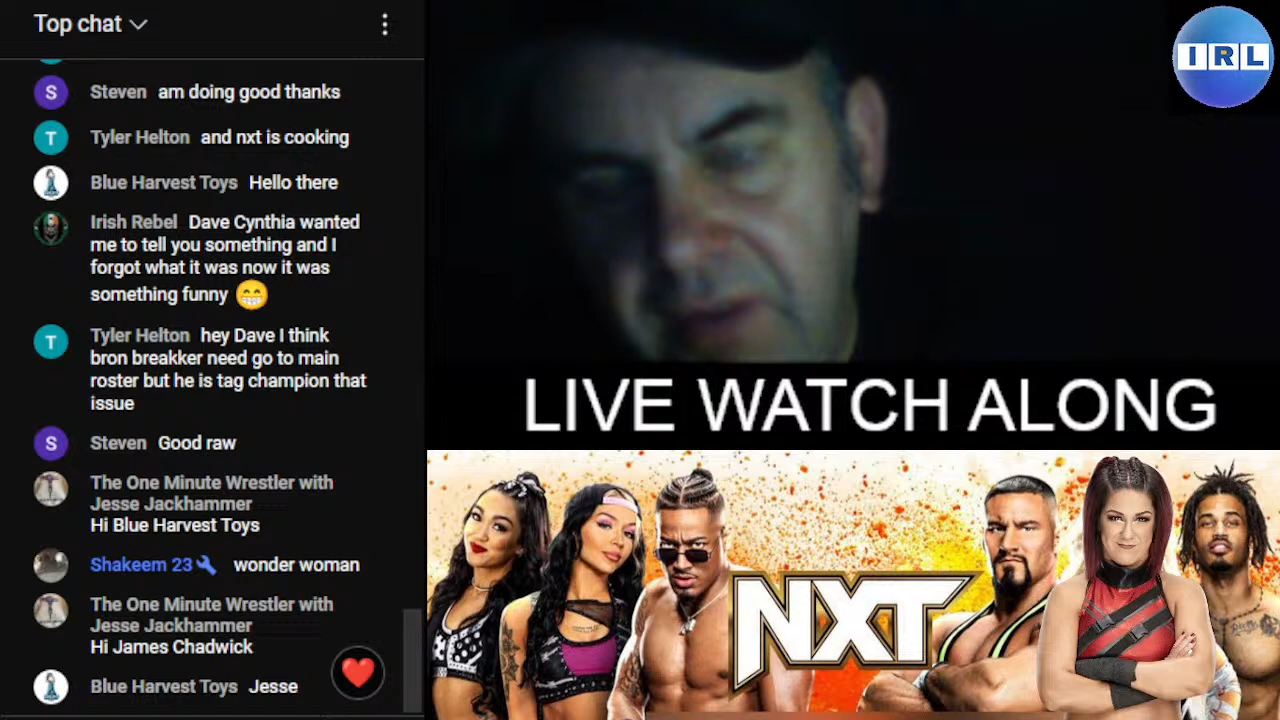 Top chat
S Steven am doing good thanks
T Tyler Helton and nxt is cooking
Blue Harvest Toys Hello there
Irish Rebel Dave Cynthia wanted
me to tell you something and I
forgot what it was now it was
something funny 😁
T Tyler Helton hey Dave I think
bron breakker need go to main
roster but he is tag champion that
issue
S Steven Good raw
The One Minute Wrestler with
Jesse Jackhammer
Hi Blue Harvest Toys
Shakeem 23 wonder woman
The One Minute Wrestler with
Jesse Jackhammer
Hi James Chadwick
Blue Harvest Toys Jesse
IRL
LIVE WATCH ALONG
NXT